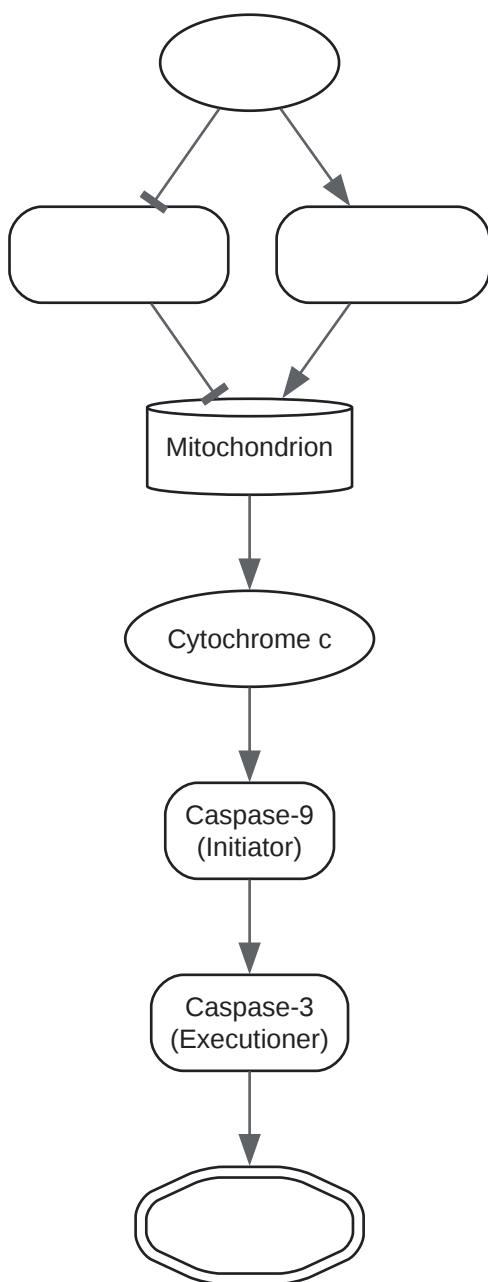 Mitochondrion
Cytochrome c
Caspase-9
(Initiator)
Caspase-3
(Executioner)